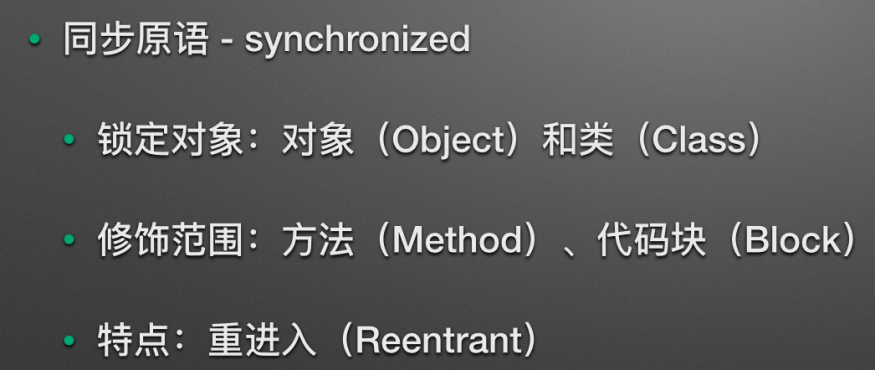 • 同步原语 - synchronized
• 锁定对象：对象（Object）和类（Class）
• 修饰范围：方法（Method）、代码块（Block）
• 特点：重进入（Reentrant）